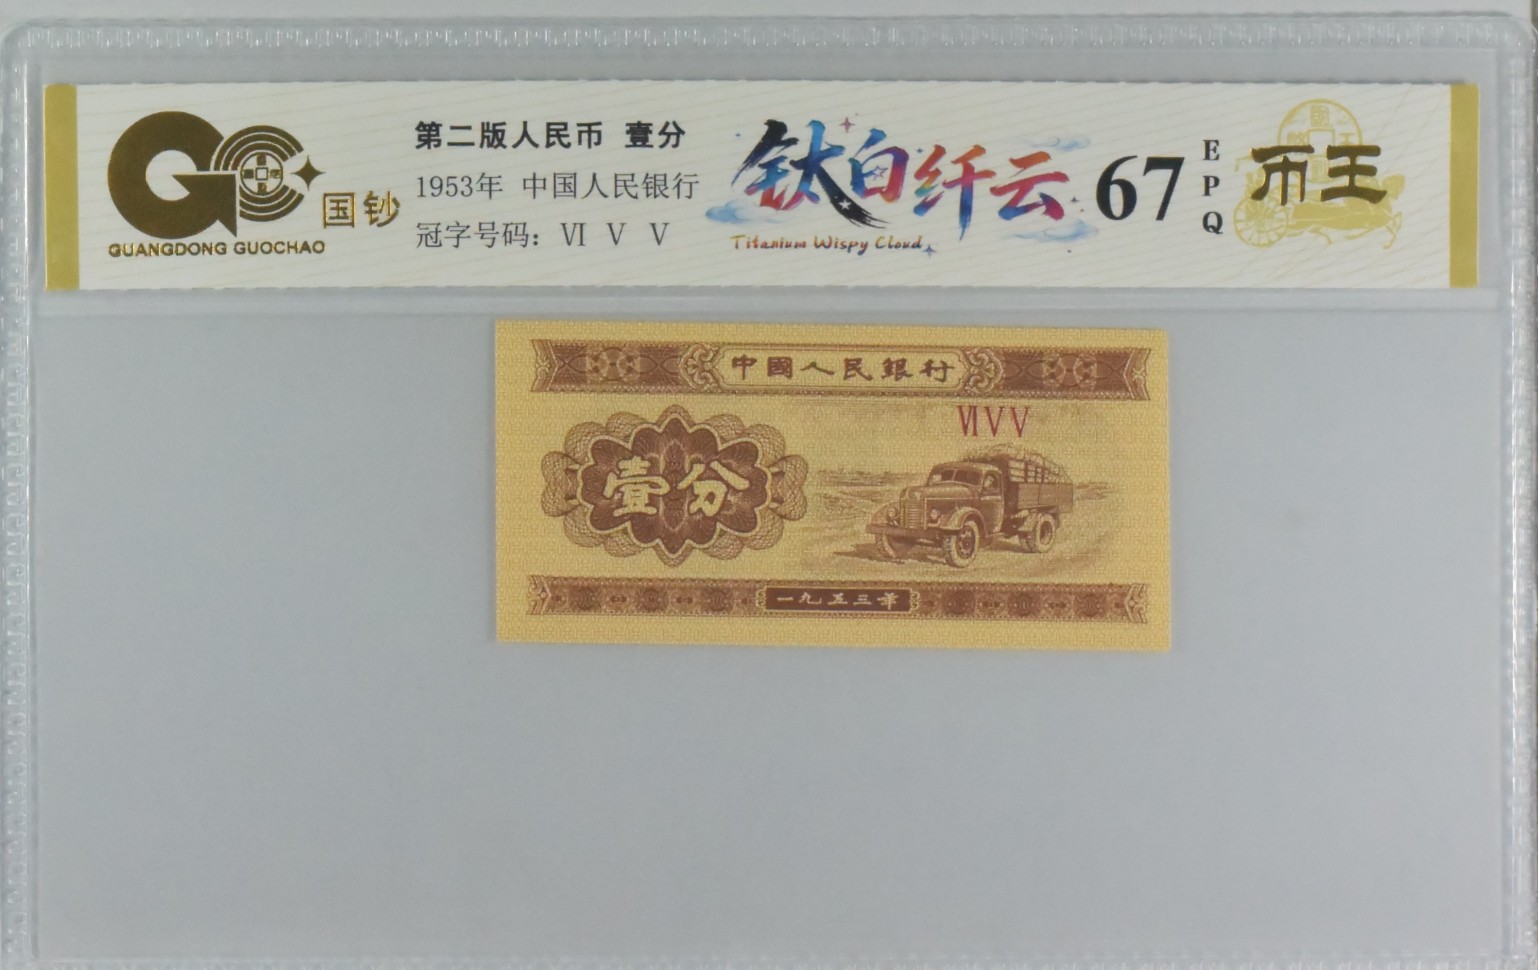 第二版人民币 壹分
1953年 中国人民银行
冠字号码：Ⅵ Ⅴ Ⅴ
国钞
GUANGDONG GUOCHAO
钛白纤云
Titanium Wispy Cloud
67
EPQ
币王
中國人民銀行
ⅥⅤⅤ
壹分
一九五三年